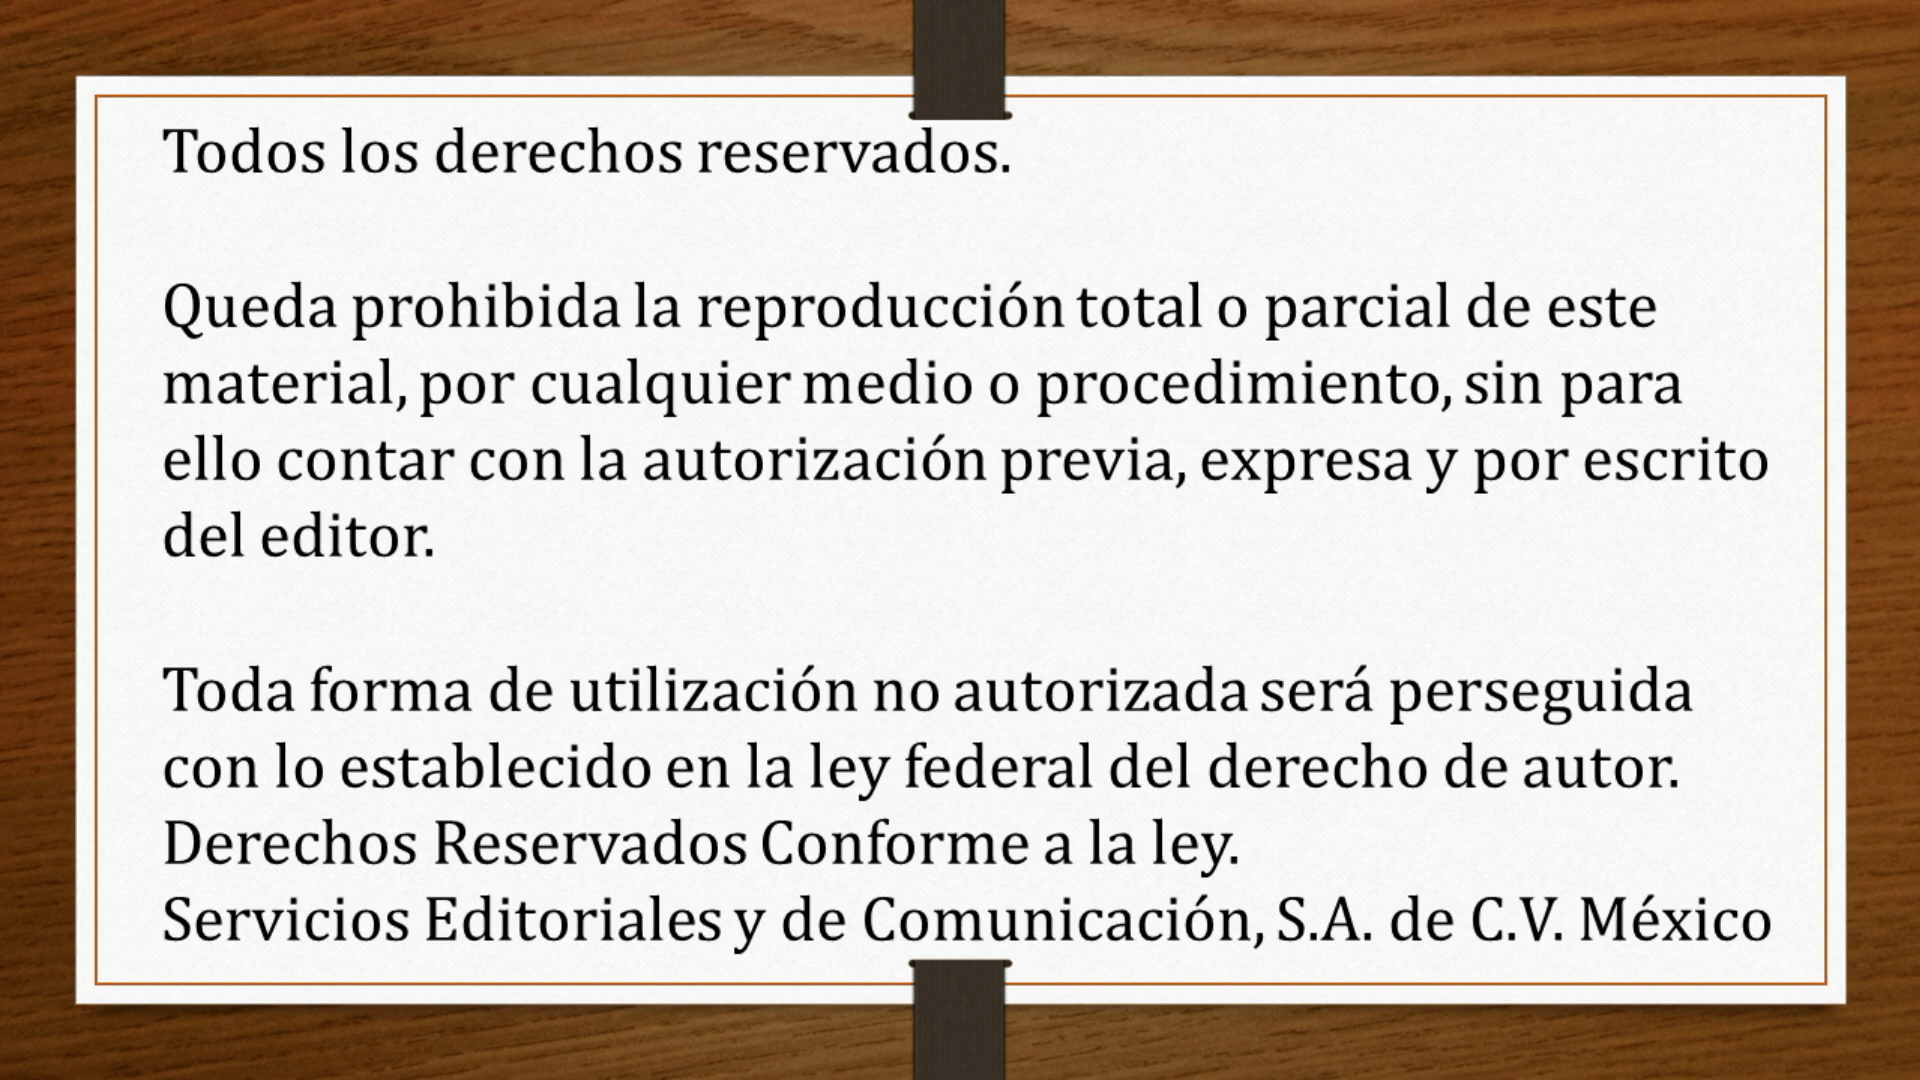 Todos los derechos reservados.
Queda prohibida la reproducción total o parcial de este
material, por cualquier medio o procedimiento, sin para
ello contar con la autorización previa, expresa y por escrito
del editor.
Toda forma de utilización no autorizada será perseguida
con lo establecido en la ley federal del derecho de autor.
Derechos Reservados Conforme a la ley.
Servicios Editoriales y de Comunicación, S.A. de C.V. México